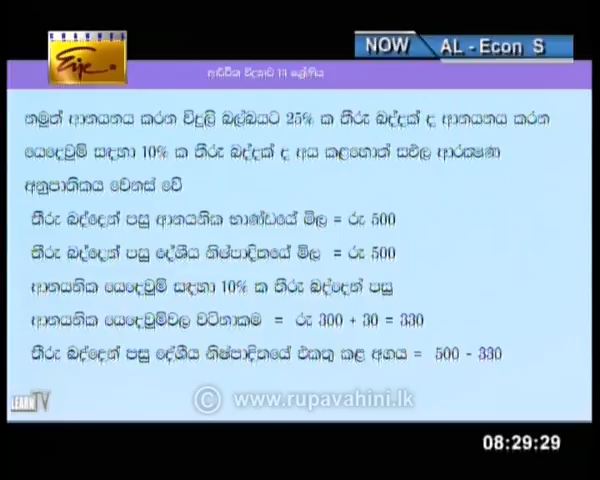 NOW AL - Econ S
ආර්ථික විද්‍යාව 13 ශ්‍රේණිය
නමුත් ආනයනය කරන විදුලි බල්බයට 25% ක තීරු බද්දක් ද ආනයනය කරන
යෙදෙවුම් සඳහා 10% ක තීරු බද්දක් ද අය කළහොත් සඵල ආරක්ෂණ
අනුපාතිකය වෙනස් වේ
තීරු බද්දෙන් පසු ආනයනික භාණ්ඩයේ මිල = රු 500
තීරු බද්දෙන් පසු දේශීය නිෂ්පාදිතයේ මිල = රු 500
ආනයනික යෙදෙවුම් සඳහා 10% ක තීරු බද්දෙන් පසු
ආනයනික යෙදෙවුම්වල වටිනාකම = රු 300 + 30 = 330
තීරු බද්දෙන් පසු දේශීය නිෂ්පාදිතයේ එකතු කළ අගය = 500 - 330
LEARN TV
© www.rupavahini.lk
08:29:29